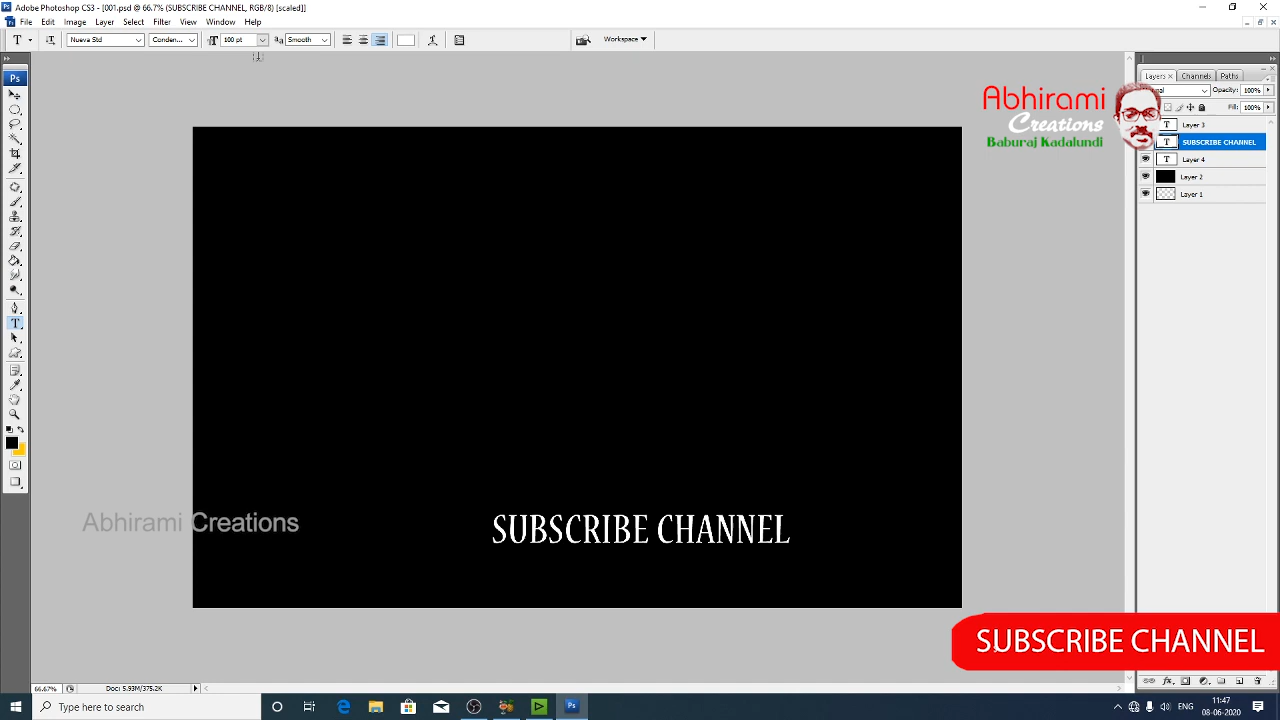 Adobe Photoshop CS3 - [001.psd @ 66.7% (SUBSCRIBE CHANNEL, RGB/8) [scaled]]
File Edit Image Layer Select Filter View Window Help
T Nueva Std Conden... 100 pt aa Smooth Workspace
Ps
Layers Channels Paths
Opacity: 100%
Fill: 100%
Abhirami
Creations
Baburaj Kadalundi
T Layer 3
T SUBSCRIBE CHANNEL
T Layer 4
Layer 2
Layer 1
Abhirami Creations
SUBSCRIBE CHANNEL
SUBSCRIBE CHANNEL
66.67% Doc: 5.93M/375.2K
Type here to search
ENG
11:47
08-06-2020